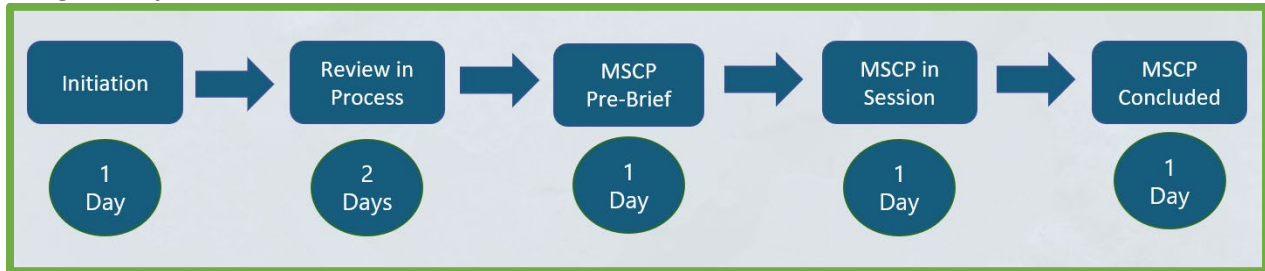 Initiation
Review in
Process
MSCP
Pre-Brief
MSCP in
Session
MSCP
Concluded
1
Day
2
Days
1
Day
1
Day
1
Day